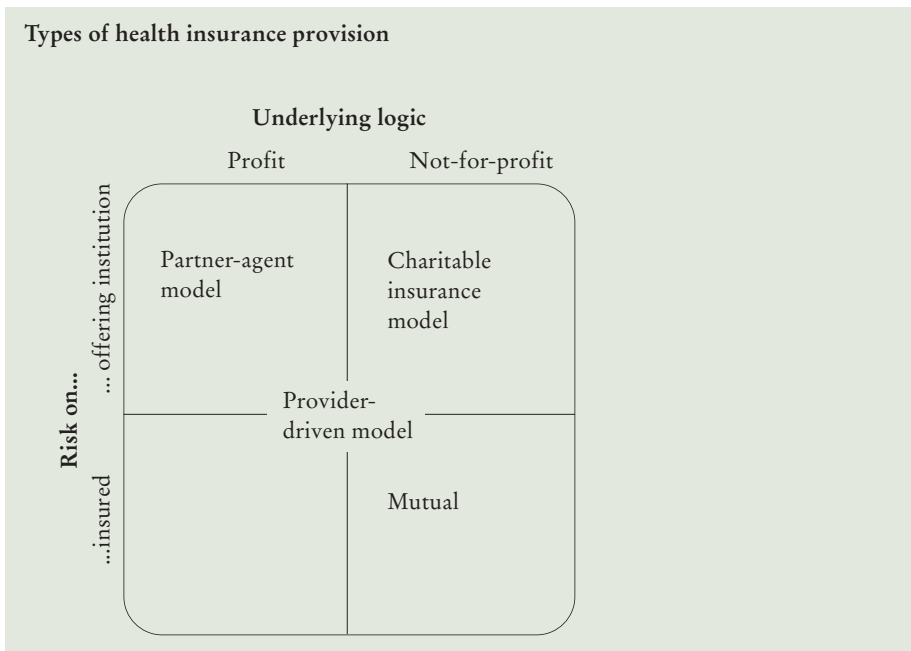 Types of health insurance provision
Underlying logic
Profit
Not-for-profit
Risk on...
... offering institution
...insured
Partner-agent
model
Charitable
insurance
model
Provider-
driven model
Mutual